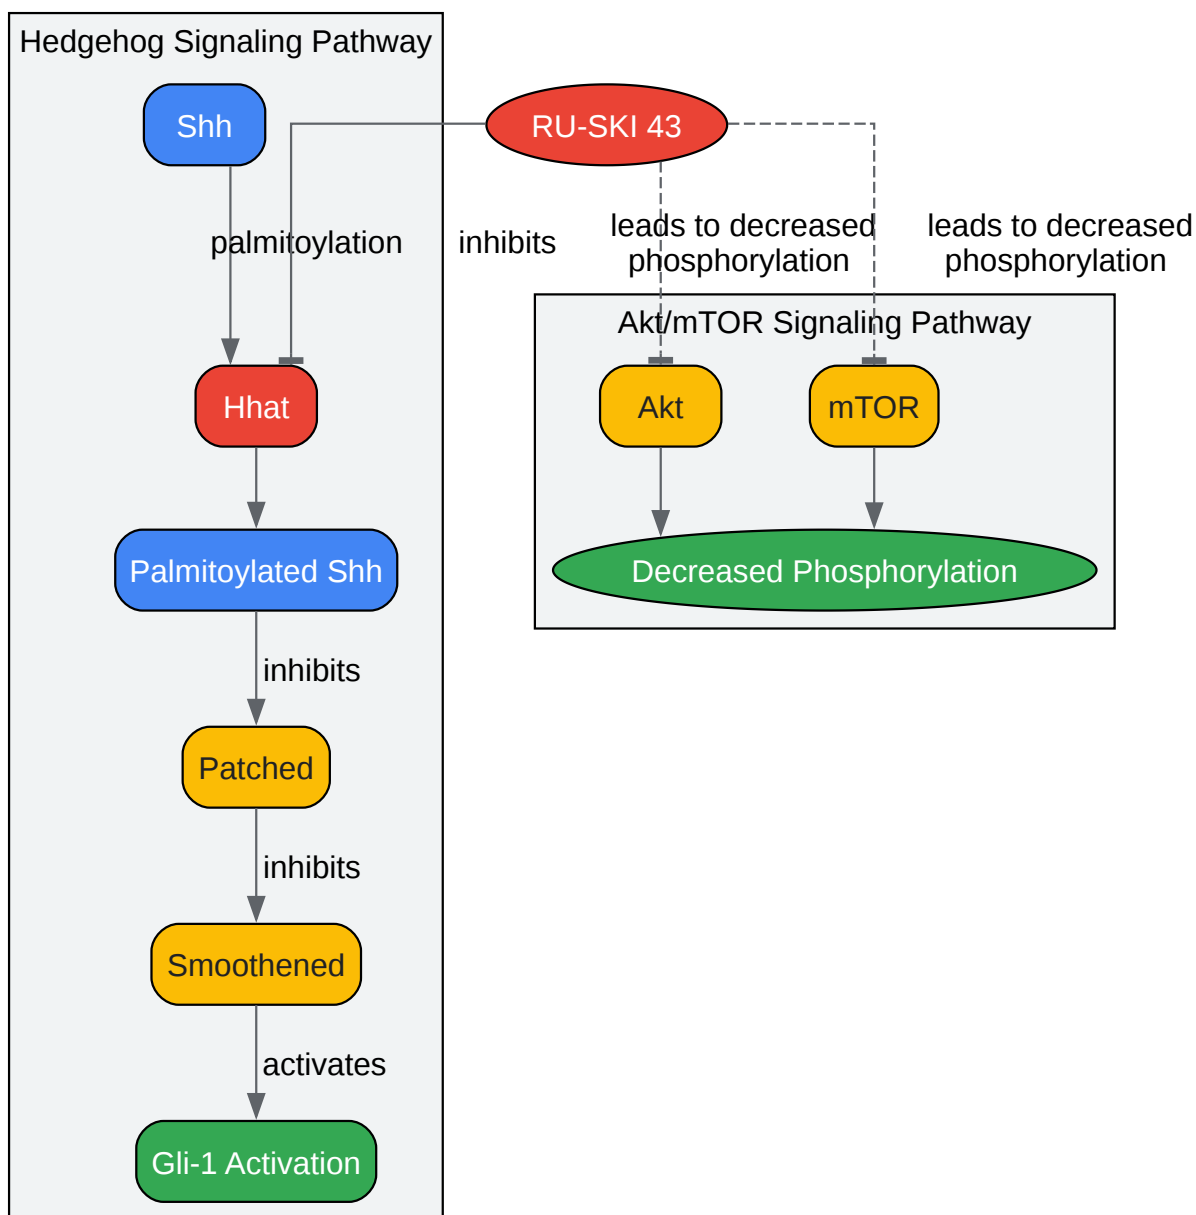 Hedgehog Signaling Pathway
Shh
RU-SKI 43
palmitoylation
inhibits
leads to decreased
phosphorylation
leads to decreased
phosphorylation
Akt/mTOR Signaling Pathway
Hhat
Akt
mTOR
Palmitoylated Shh
Decreased Phosphorylation
inhibits
Patched
inhibits
Smoothened
activates
Gli-1 Activation